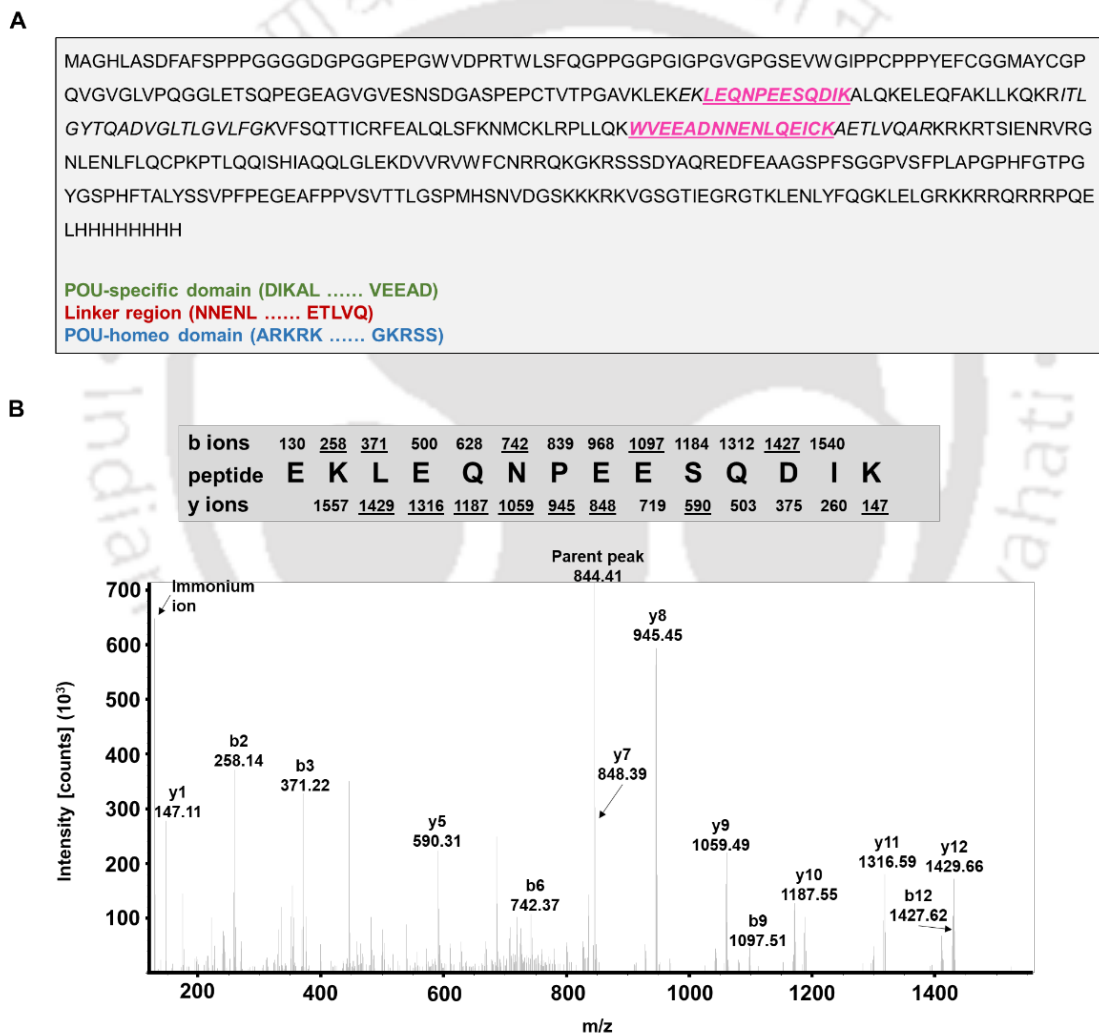 A
MAGHLASDFAFSPPPGGGGDGPGGPEPGWVDPRTWLSFQGPPGGPGIGPGVGPGSEVWGIPPCPPPYEFCGGMAYCGP
QVGVGLVPQGGLETSQPEGEAGVGVESNSDGASPEPCTVTPGAVKLEKEKLEQNPEESQDIKALQKELEQFAKLLKQKRITL
GYTQADVGLTLGVLFGKVFSQTTICRFEALQLSFKNMCKLRPLLQKWVEEADNNENLQEICKAETLVQARKRKRTSIENRVRG
NLENLFLQCPKPTLQQISHIAQQLGLEKDVVRVWFCNRRQKGKRSSSDYAQREDFEAAGSPFSGGPVSFPLAPGPHFGTPG
YGSPHFTALYSSVPFPEGEAFPPVSVTTLGSPMHSNVDGSKKKRKVGSGTIEGRGTKLENLYFQGKLELGRKKRRQRRRPQE
LHHHHHHHH
POU-specific domain (DIKAL ...... VEEAD)
Linker region (NNENL ...... ETLVQ)
POU-homeo domain (ARKRK ...... GKRSS)
B
b ions 130 258 371 500 628 742 839 968 1097 1184 1312 1427 1540
peptide E K L E Q N P E E S Q D I K
y ions 1557 1429 1316 1187 1059 945 848 719 590 503 375 260 147
Parent peak
844.41
Immonium
ion
y8
945.45
b2
258.14
b3
371.22
y7
848.39
y1
147.11
y5
590.31
b6
742.37
y9
1059.49
y10
1187.55
b9
1097.51
y11
1316.59
y12
1429.66
b12
1427.62
700
600
500
400
300
200
100
Intensity [counts] (10³)
200 400 600 800 1000 1200 1400
m/z